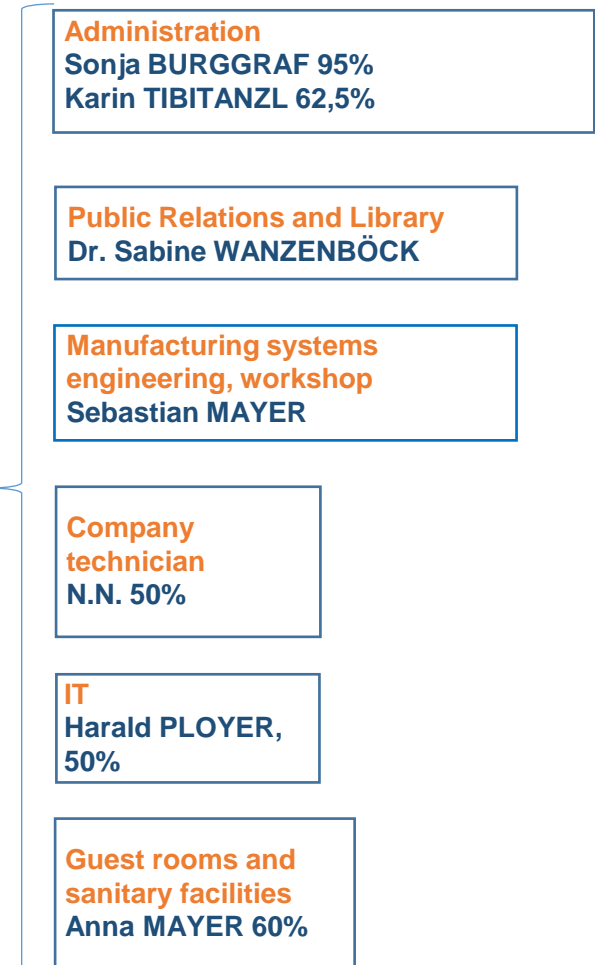 Administration
Sonja BURGGRAF 95%
Karin TIBITANZL 62,5%
Public Relations and Library
Dr. Sabine WANZENBÖCK
Manufacturing systems
engineering, workshop
Sebastian MAYER
Company
technician
N.N. 50%
IT
Harald PLOYER,
50%
Guest rooms and
sanitary facilities
Anna MAYER 60%